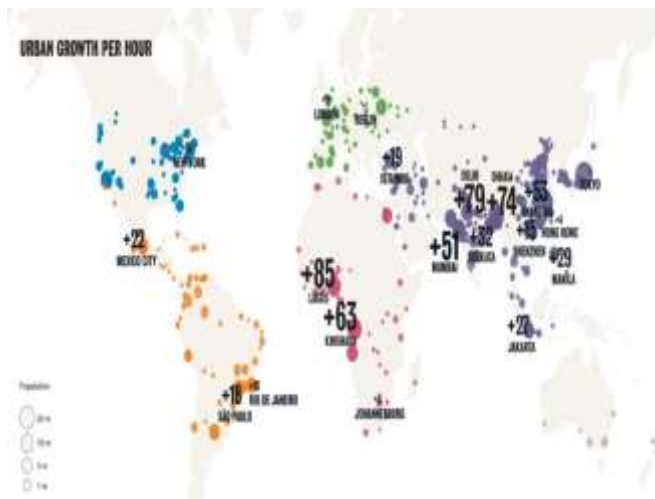 URBAN GROWTH PER HOUR
LONDON
BERLIN
NEW YORK
+19
ISTANBUL
DELHI
DHAKA
+79
+74
+53
TOKYO
+22
MEXICO CITY
+51
MUMBAI
+32
HONG KONG
SHENZHEN
+29
MANILA
+85
LAGOS
+63
KINSHASA
JAKARTA
+18
SÃO PAULO
RIO DE JANEIRO
JOHANNESBURG
Population